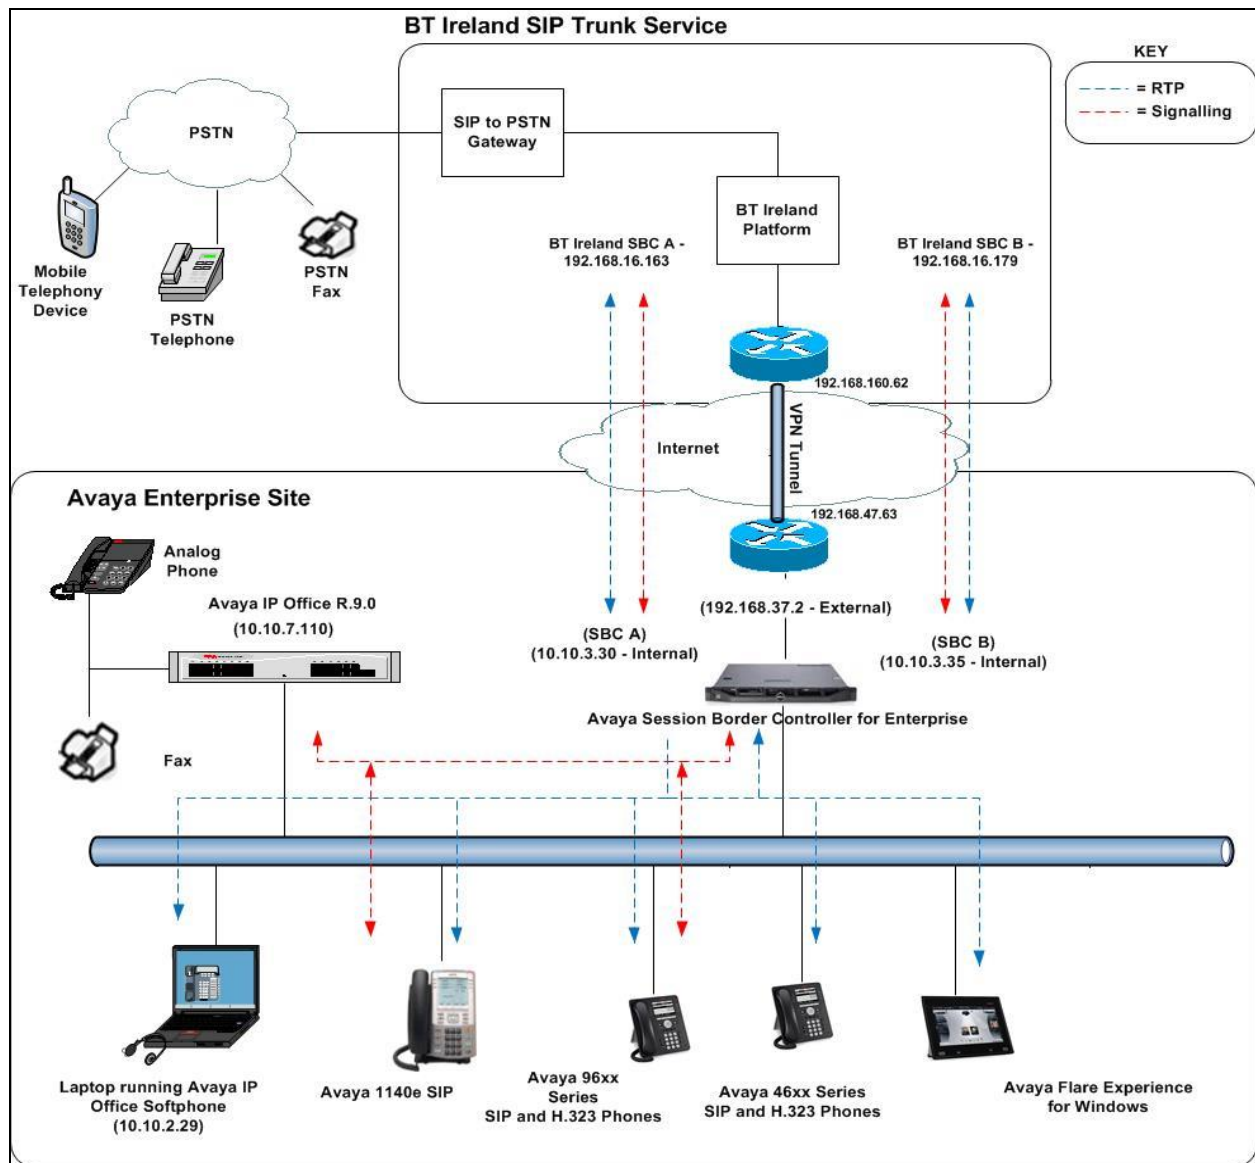 BT Ireland SIP Trunk Service
KEY
= RTP
= Signalling
PSTN
SIP to PSTN
Gateway
BT Ireland
Platform
BT Ireland SBC A -
192.168.16.163
BT Ireland SBC B -
192.168.16.179
Mobile
Telephony
Device
PSTN
Telephone
PSTN
Fax
192.168.160.62
Internet
VPN Tunnel
192.168.47.63
Avaya Enterprise Site
Analog
Phone
Avaya IP Office R.9.0
(10.10.7.110)
(192.168.37.2 - External)
(SBC A)
(10.10.3.30 - Internal)
(SBC B)
(10.10.3.35 - Internal)
Avaya Session Border Controller for Enterprise
Fax
Laptop running Avaya IP
Office Softphone
(10.10.2.29)
Avaya 1140e SIP
Avaya 96xx
Series
SIP and H.323 Phones
Avaya 46xx Series
SIP and H.323 Phones
Avaya Flare Experience
for Windows